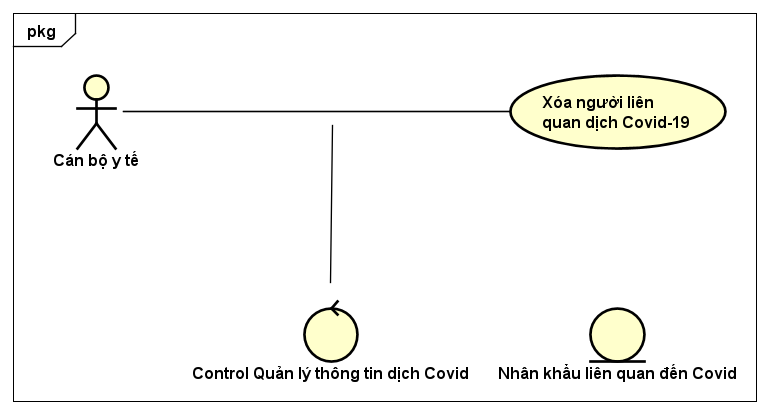 pkg
Xóa người liên
quan dịch Covid-19
Cán bộ y tế
Control Quản lý thông tin dịch Covid
Nhân khẩu liên quan đến Covid